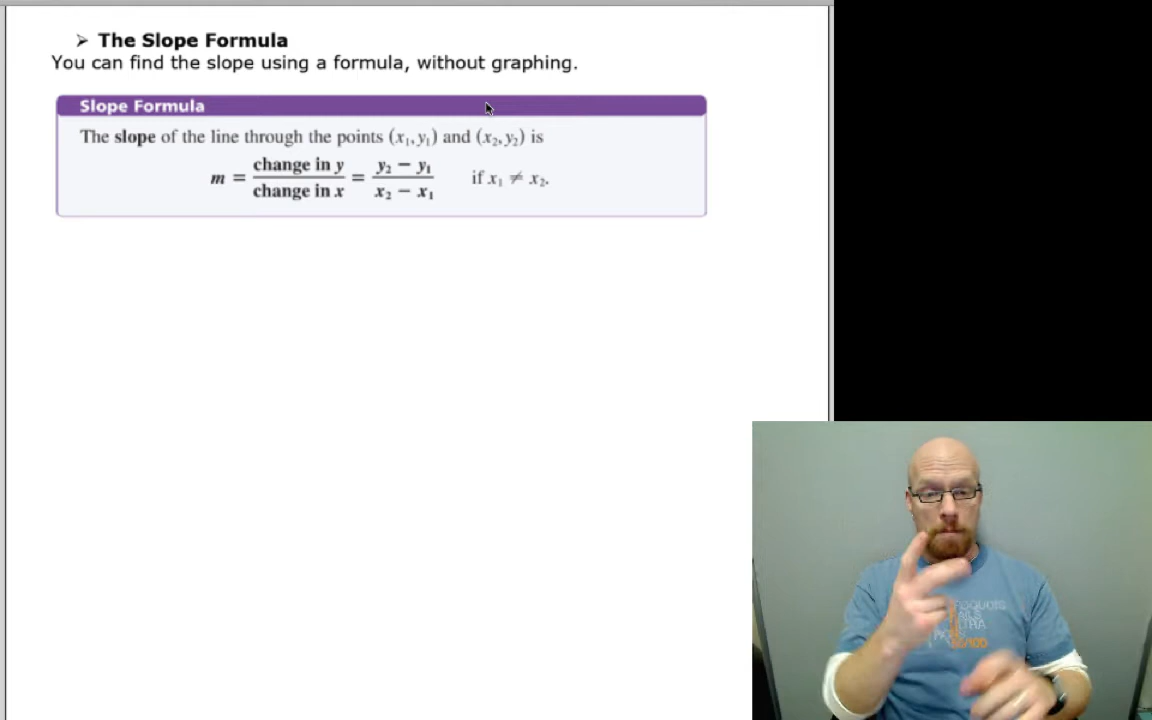 ➢ The Slope Formula
You can find the slope using a formula, without graphing.
Slope Formula
The slope of the line through the points (x₁, y₁) and (x₂, y₂) is
m = change in y / change in x = y₂ − y₁ / x₂ − x₁ if x₁ ≠ x₂.